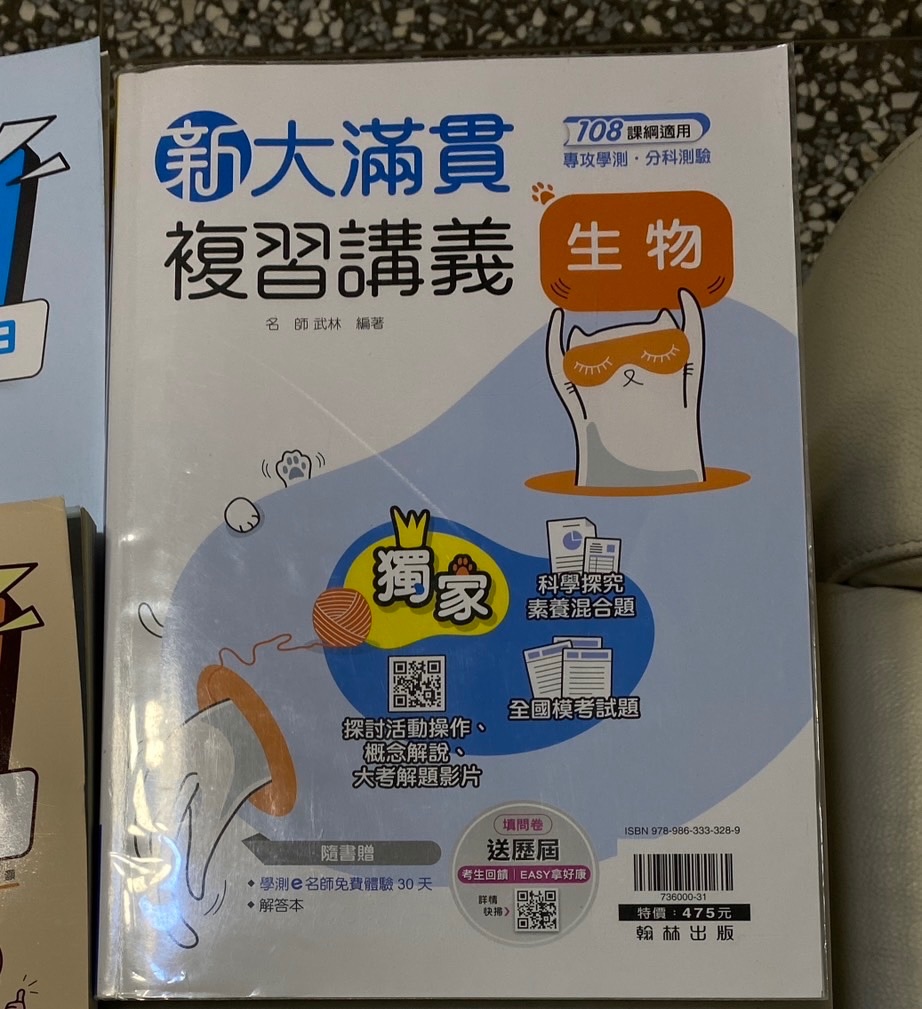 新大滿貫
複習講義
108 課綱適用
專攻學測・分科測驗
生物
名 師 武林 編著
獨家
科學探究
素養混合題
全國模考試題
探討活動操作、
概念解說、
大考解題影片
隨書贈
◆ 學測e名師免費體驗 30 天
◆ 解答本
填問卷
送歷屆
考生回饋｜EASY拿好康
詳情
快掃
ISBN 978-986-333-328-9
736000-31
特價：475元
翰林出版